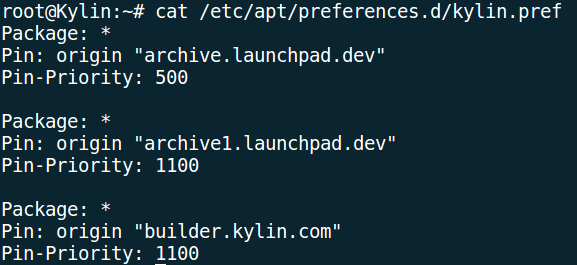 root@Kylin:~# cat /etc/apt/preferences.d/kylin.pref
Package: *
Pin: origin "archive.launchpad.dev"
Pin-Priority: 500
Package: *
Pin: origin "archive1.launchpad.dev"
Pin-Priority: 1100
Package: *
Pin: origin "builder.kylin.com"
Pin-Priority: 1100